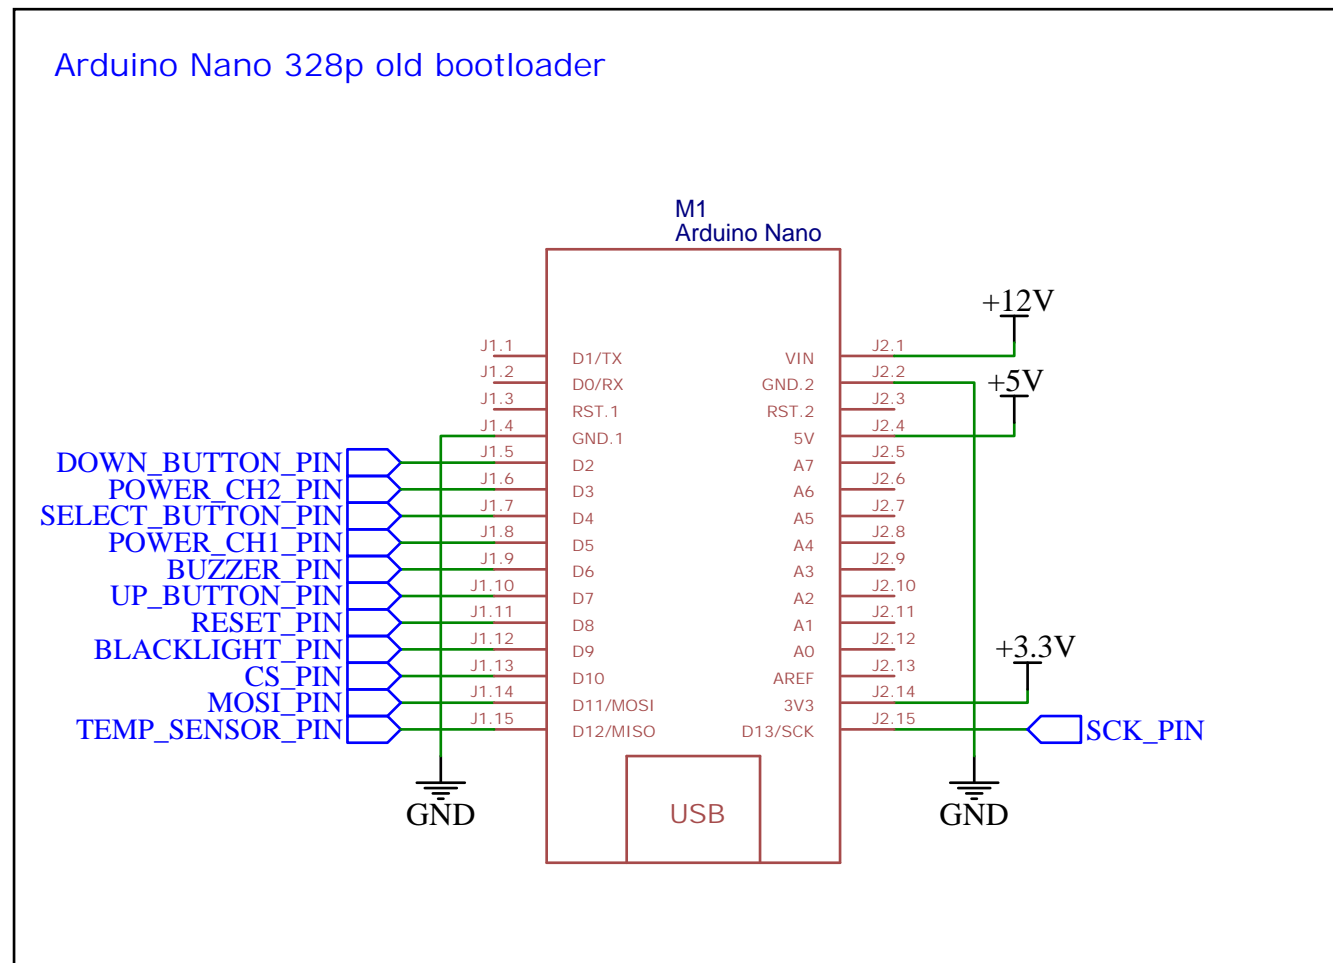 Arduino Nano 328p old bootloader
M1
Arduino Nano
+12V
J1.1 D1/TX VIN J2.1
J1.2 D0/RX GND.2 J2.2
+5V
J1.3 RST.1 RST.2 J2.3
J1.4 GND.1 5V J2.4
DOWN_BUTTON_PIN J1.5 D2 A7 J2.5
POWER_CH2_PIN J1.6 D3 A6 J2.6
SELECT_BUTTON_PIN J1.7 D4 A5 J2.7
POWER_CH1_PIN J1.8 D5 A4 J2.8
BUZZER_PIN J1.9 D6 A3 J2.9
UP_BUTTON_PIN J1.10 D7 A2 J2.10
RESET_PIN J1.11 D8 A1 J2.11
BLACKLIGHT_PIN J1.12 D9 A0 J2.12
+3.3V
CS_PIN J1.13 D10 AREF J2.13
MOSI_PIN J1.14 D11/MOSI 3V3 J2.14
TEMP_SENSOR_PIN J1.15 D12/MISO D13/SCK J2.15 SCK_PIN
GND USB GND